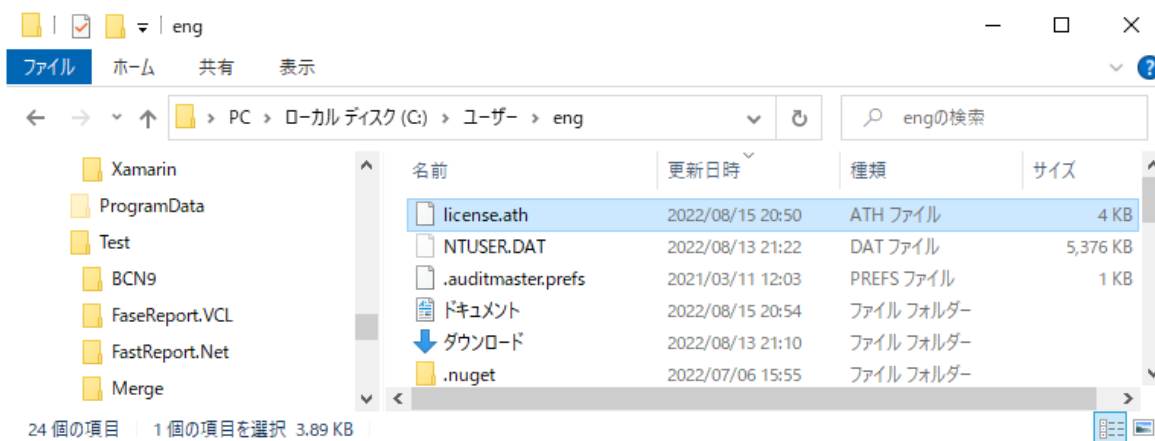 eng
ファイル ホーム 共有 表示
PC > ローカル ディスク (C:) > ユーザー > eng engの検索
Xamarin
ProgramData
Test
BCN9
FaseReport.VCL
FastReport.Net
Merge
名前 更新日時 種類 サイズ
license.ath 2022/08/15 20:50 ATH ファイル 4 KB
NTUSER.DAT 2022/08/13 21:22 DAT ファイル 5,376 KB
.auditmaster.prefs 2021/03/11 12:03 PREFS ファイル 1 KB
ドキュメント 2022/08/15 20:54 ファイル フォルダー
ダウンロード 2022/08/13 21:10 ファイル フォルダー
.nuget 2022/07/06 15:55 ファイル フォルダー
24 個の項目 1 個の項目を選択 3.89 KB